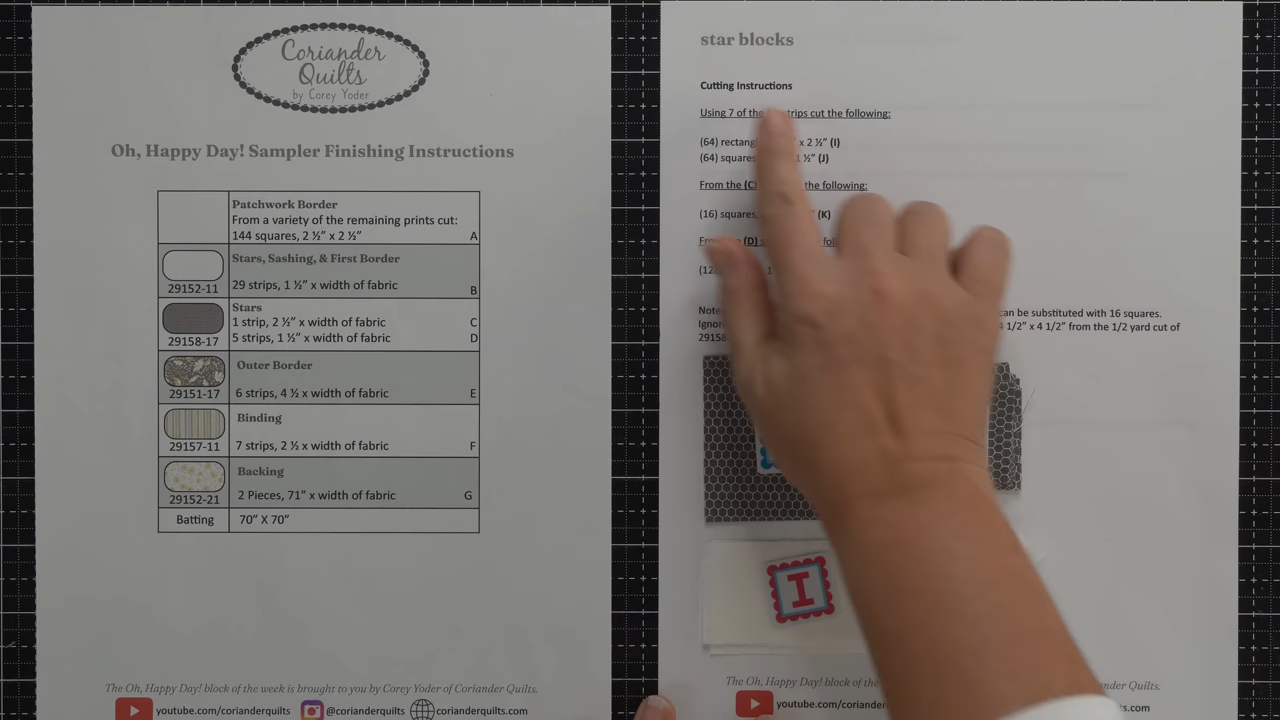 Coriander
Quilts
by Corey Yoder
Oh, Happy Day! Sampler Finishing Instructions
Patchwork Border
From a variety of the remaining prints cut:
144 squares, 2 ½” x 2 ½” A
29152-11
Stars, Sashing, & First Border
29 strips, 1 ½” x width of fabric B
29158-17
Stars
1 strip, 2 ½” x width of fabric C
5 strips, 1 ½” x width of fabric D
29151-17
Outer Border
6 strips, 4 ½ x width of fabric E
29157-11
Binding
7 strips, 2 ½ x width of fabric F
29152-21
Backing
2 Pieces, 71” x width of fabric G
Batting 70” X 70”
The Oh, Happy Day! block of the week is brought to you by Corey Yoder of Coriander Quilts.
youtube.com/corianderquilts @corianderquilts corianderquilts.com
star blocks
Cutting Instructions
Using 7 of the strips cut the following:
(64) x 2 ½” (I)
(64) squares ½” (J)
From the (C) the following:
(16) squares, (K)
(D)
can be substituted with 16 squares.
4 1/2” x 4 1/2” from the 1/2 yard cut of
29158
I
The Oh, Happy Day! block of the Quilts.
youtube.com/corianderquilts